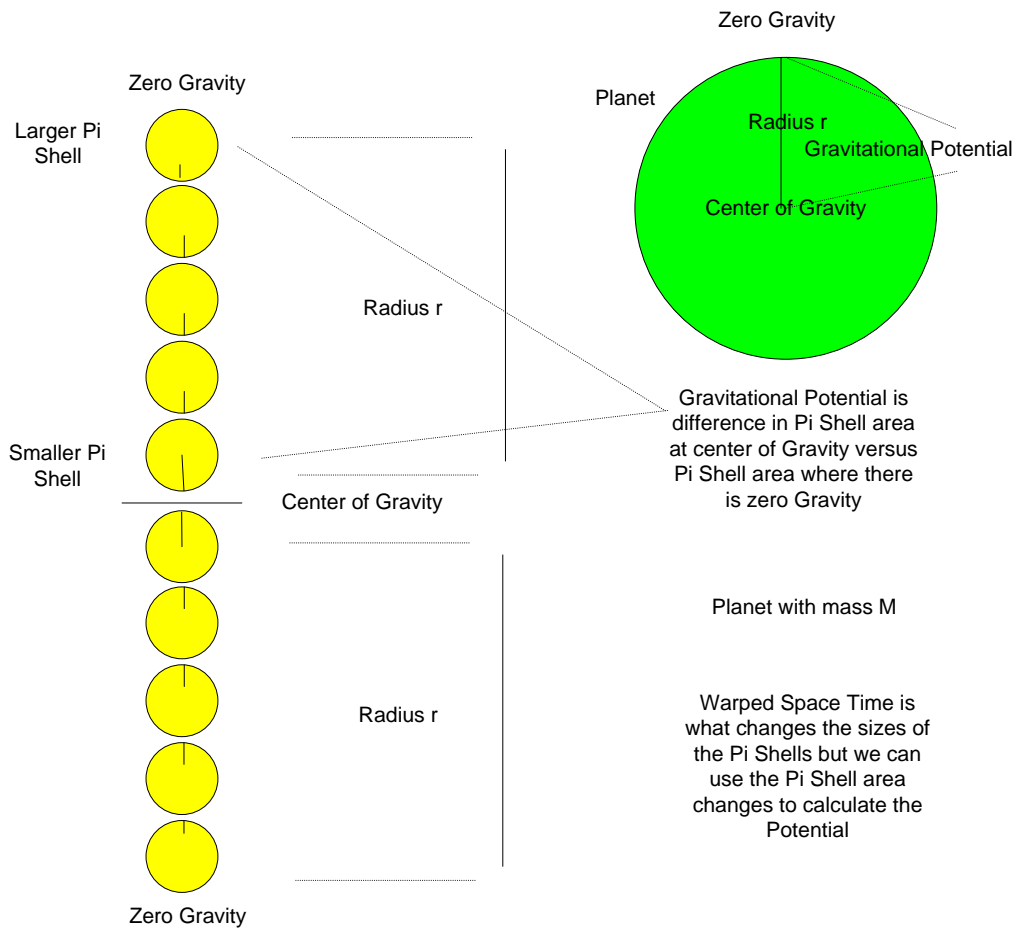 Zero Gravity
Larger Pi
Shell
Radius r
Smaller Pi
Shell
Center of Gravity
Radius r
Zero Gravity
Zero Gravity
Planet
Radius r
Gravitational Potential
Center of Gravity
Gravitational Potential is
difference in Pi Shell area
at center of Gravity versus
Pi Shell area where there
is zero Gravity
Planet with mass M
Warped Space Time is
what changes the sizes of
the Pi Shells but we can
use the Pi Shell area
changes to calculate the
Potential